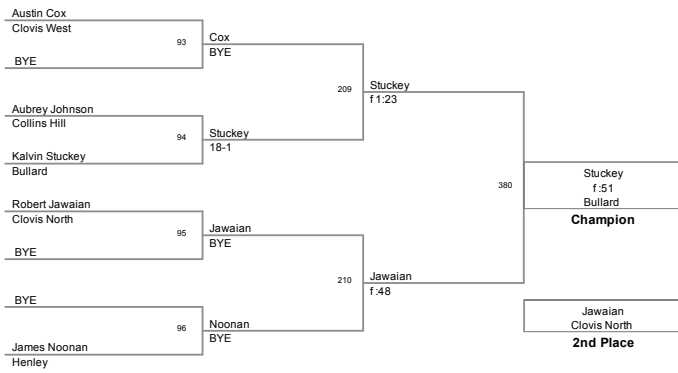 Austin Cox
Clovis West
93
BYE
Cox
BYE
Aubrey Johnson
Collins Hill
94
Kalvin Stuckey
Bullard
Stuckey
18-1
209
Stuckey
f 1:23
Robert Jawaian
Clovis North
95
BYE
Jawaian
BYE
BYE
96
James Noonan
Henley
Noonan
BYE
210
Jawaian
f :48
380
Stuckey
f :51
Bullard
Champion
Jawaian
Clovis North
2nd Place